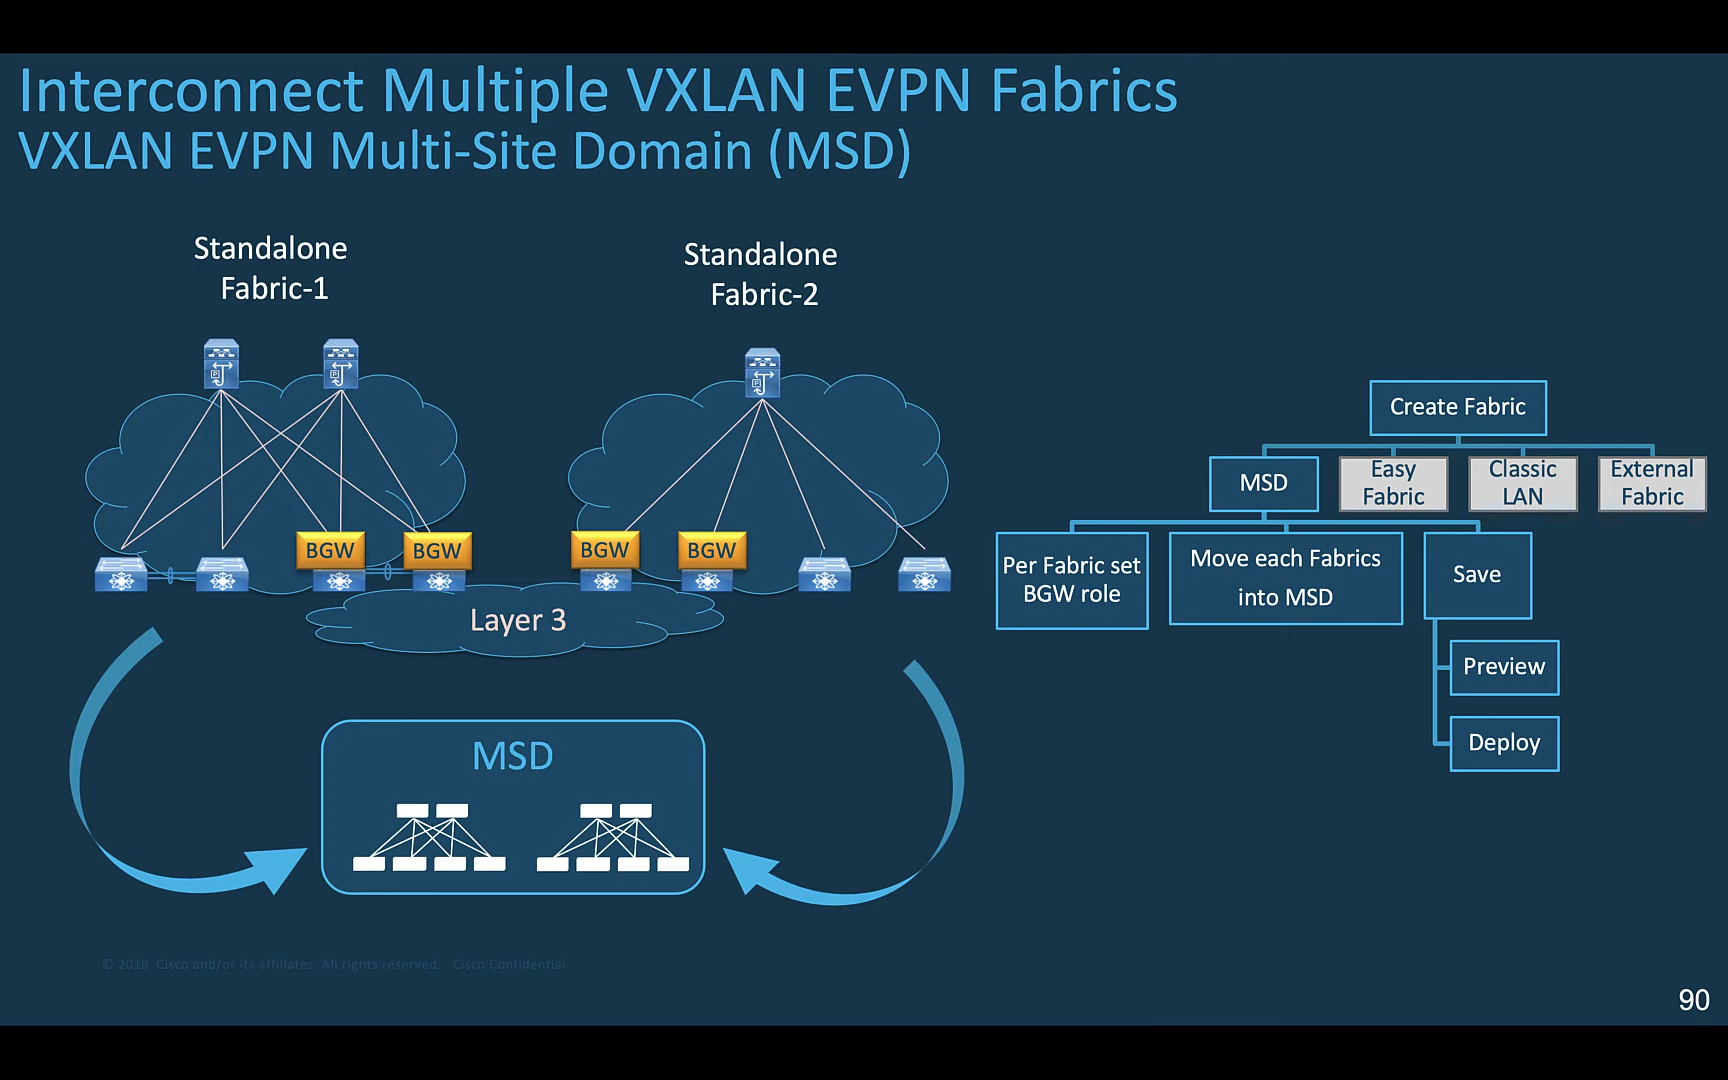 Interconnect Multiple VXLAN EVPN Fabrics
VXLAN EVPN Multi-Site Domain (MSD)
Standalone
Fabric-1
Standalone
Fabric-2
BGW
BGW
BGW
BGW
Layer 3
MSD
Create Fabric
MSD
Easy
Fabric
Classic
LAN
External
Fabric
Per Fabric set
BGW role
Move each Fabrics
into MSD
Save
Preview
Deploy
© 2018 Cisco and/or its affiliates. All rights reserved. Cisco Confidential
90